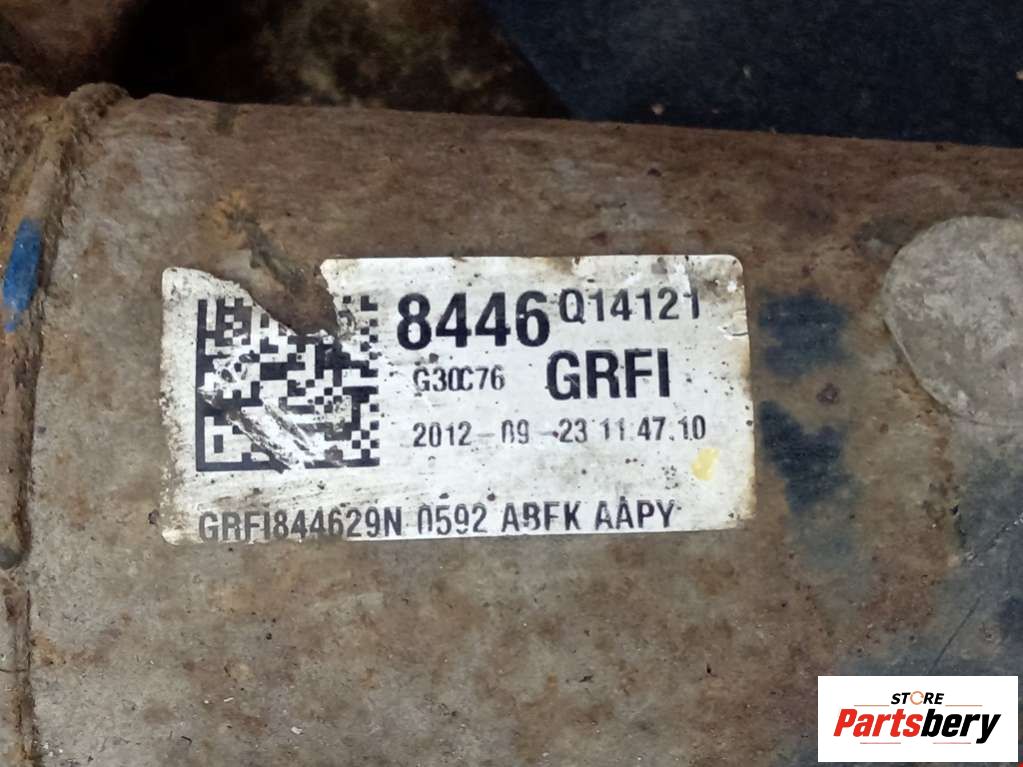 8446 Q14121
G30C76 GRFI
2012-09-23 11.47.10
GRFI844629N 0592 ABFK AAPY
STORE
Partsbery